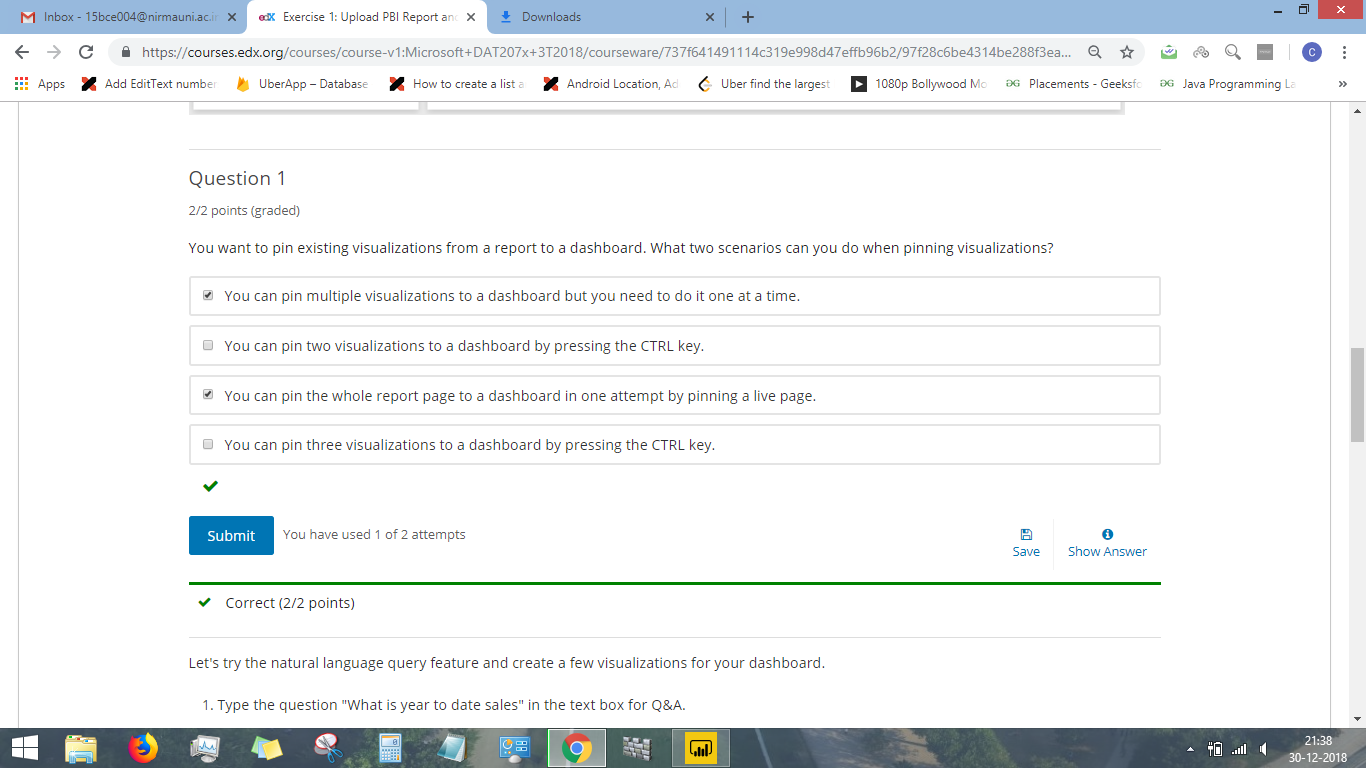 Inbox - 15bce004@nirmauni.ac.i
edX Exercise 1: Upload PBI Report an
Downloads
https://courses.edx.org/courses/course-v1:Microsoft+DAT207x+3T2018/courseware/737f641491114c319e998d47effb96b2/97f28c6be4314be288f3ea...
C
Apps
Add EditText number
UberApp – Database
How to create a list a
Android Location, Ad
Uber find the largest
1080p Bollywood Mo
Placements - Geeksfo
Java Programming La
»
Question 1
2/2 points (graded)
You want to pin existing visualizations from a report to a dashboard. What two scenarios can you do when pinning visualizations?
You can pin multiple visualizations to a dashboard but you need to do it one at a time.
You can pin two visualizations to a dashboard by pressing the CTRL key.
You can pin the whole report page to a dashboard in one attempt by pinning a live page.
You can pin three visualizations to a dashboard by pressing the CTRL key.
Submit
You have used 1 of 2 attempts
Save
Show Answer
Correct (2/2 points)
Let's try the natural language query feature and create a few visualizations for your dashboard.
1. Type the question "What is year to date sales" in the text box for Q&A.
21:38
30-12-2018